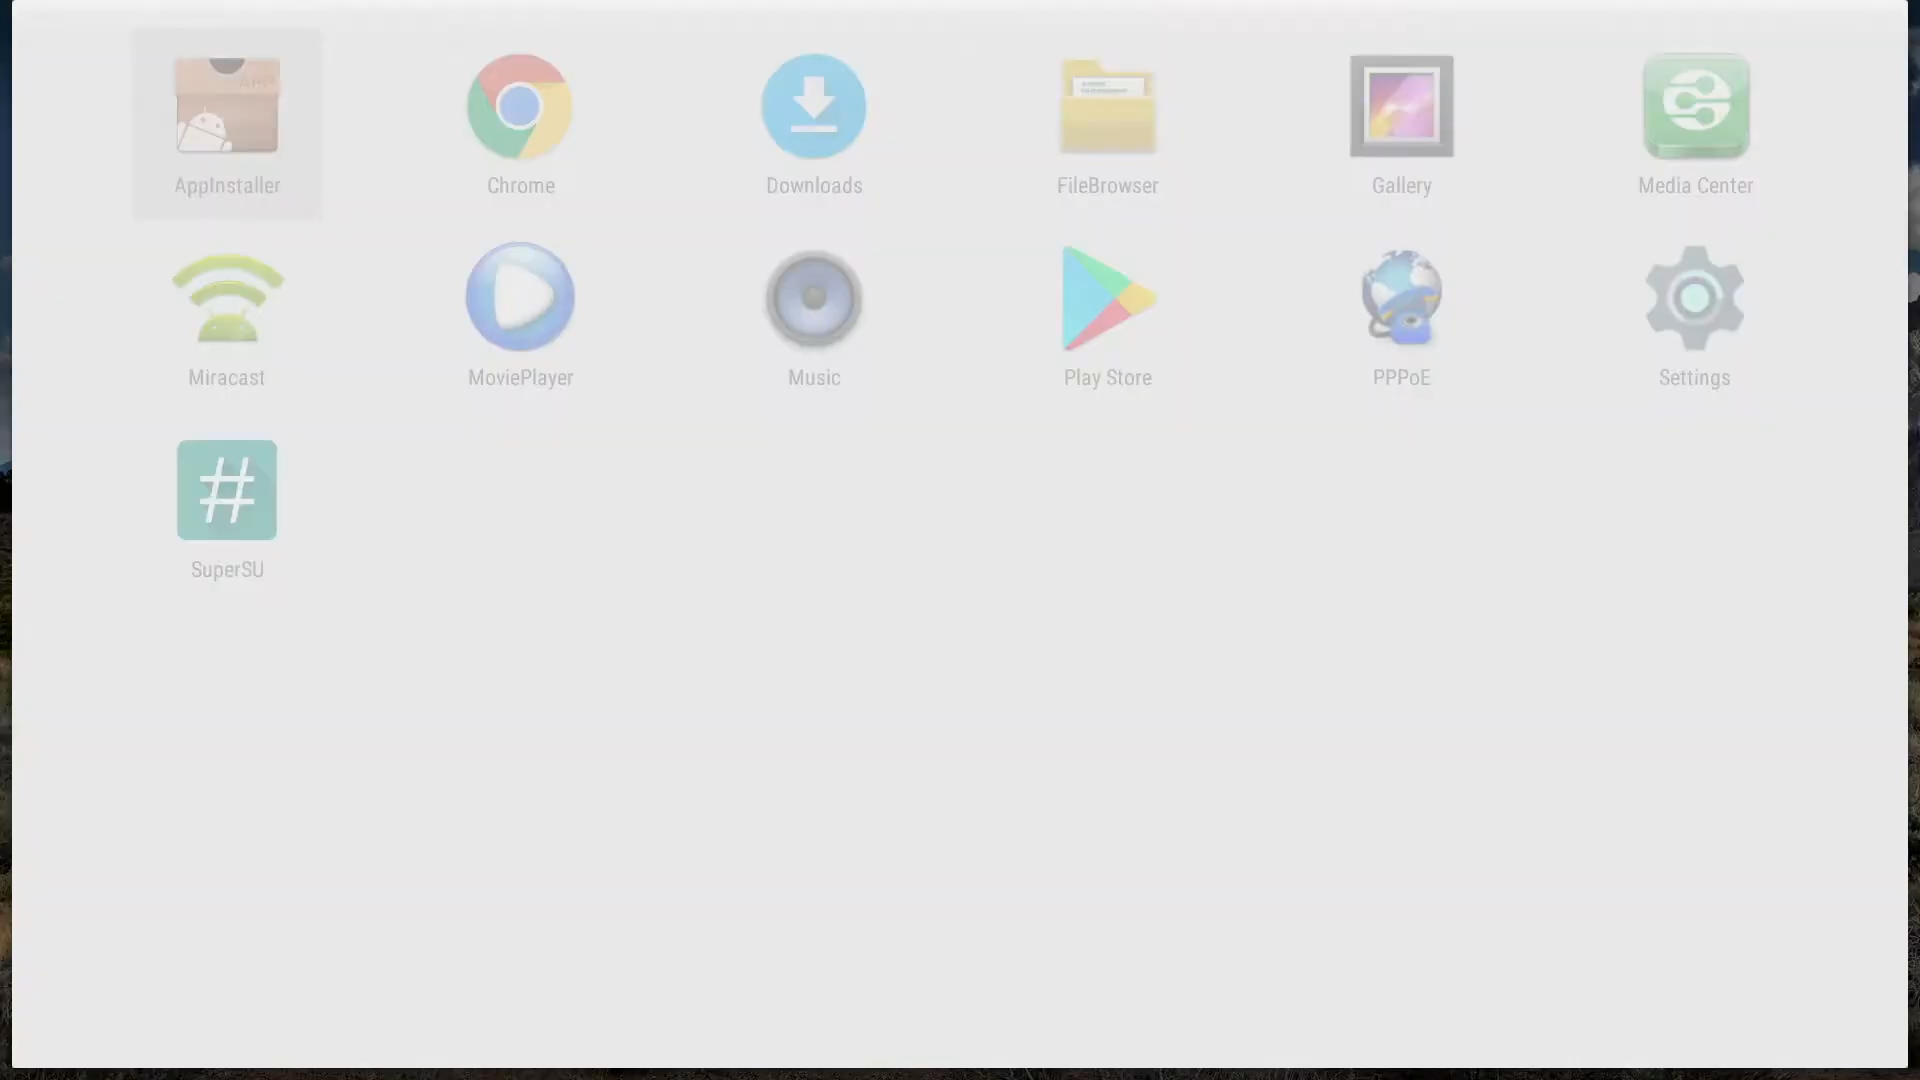 AppInstaller
Chrome
Downloads
FileBrowser
Gallery
Media Center
Miracast
MoviePlayer
Music
Play Store
PPPoE
Settings
#
SuperSU